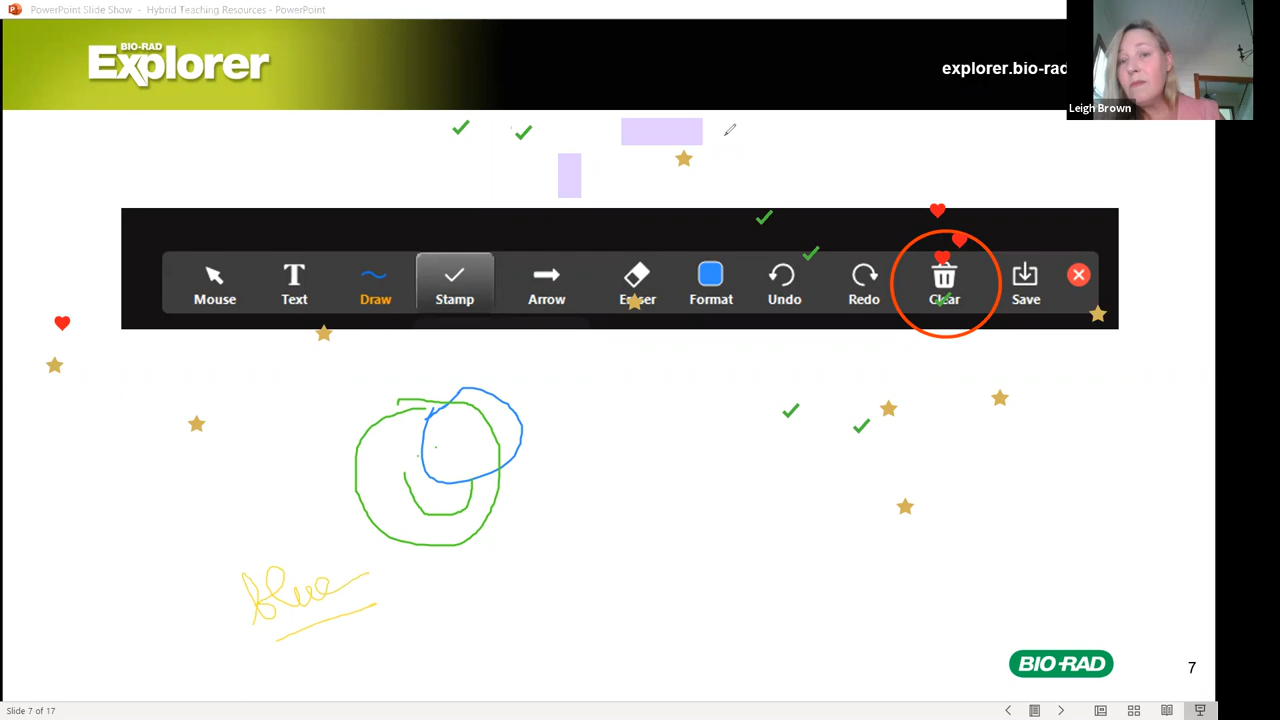 PowerPoint Slide Show - Hybrid Teaching Resources - PowerPoint
BIO-RAD
Explorer
explorer.bio-rad
Leigh Brown
Mouse
Text
Draw
Stamp
Arrow
Eraser
Format
Undo
Redo
Clear
Save
blue
BIO-RAD
7
Slide 7 of 17